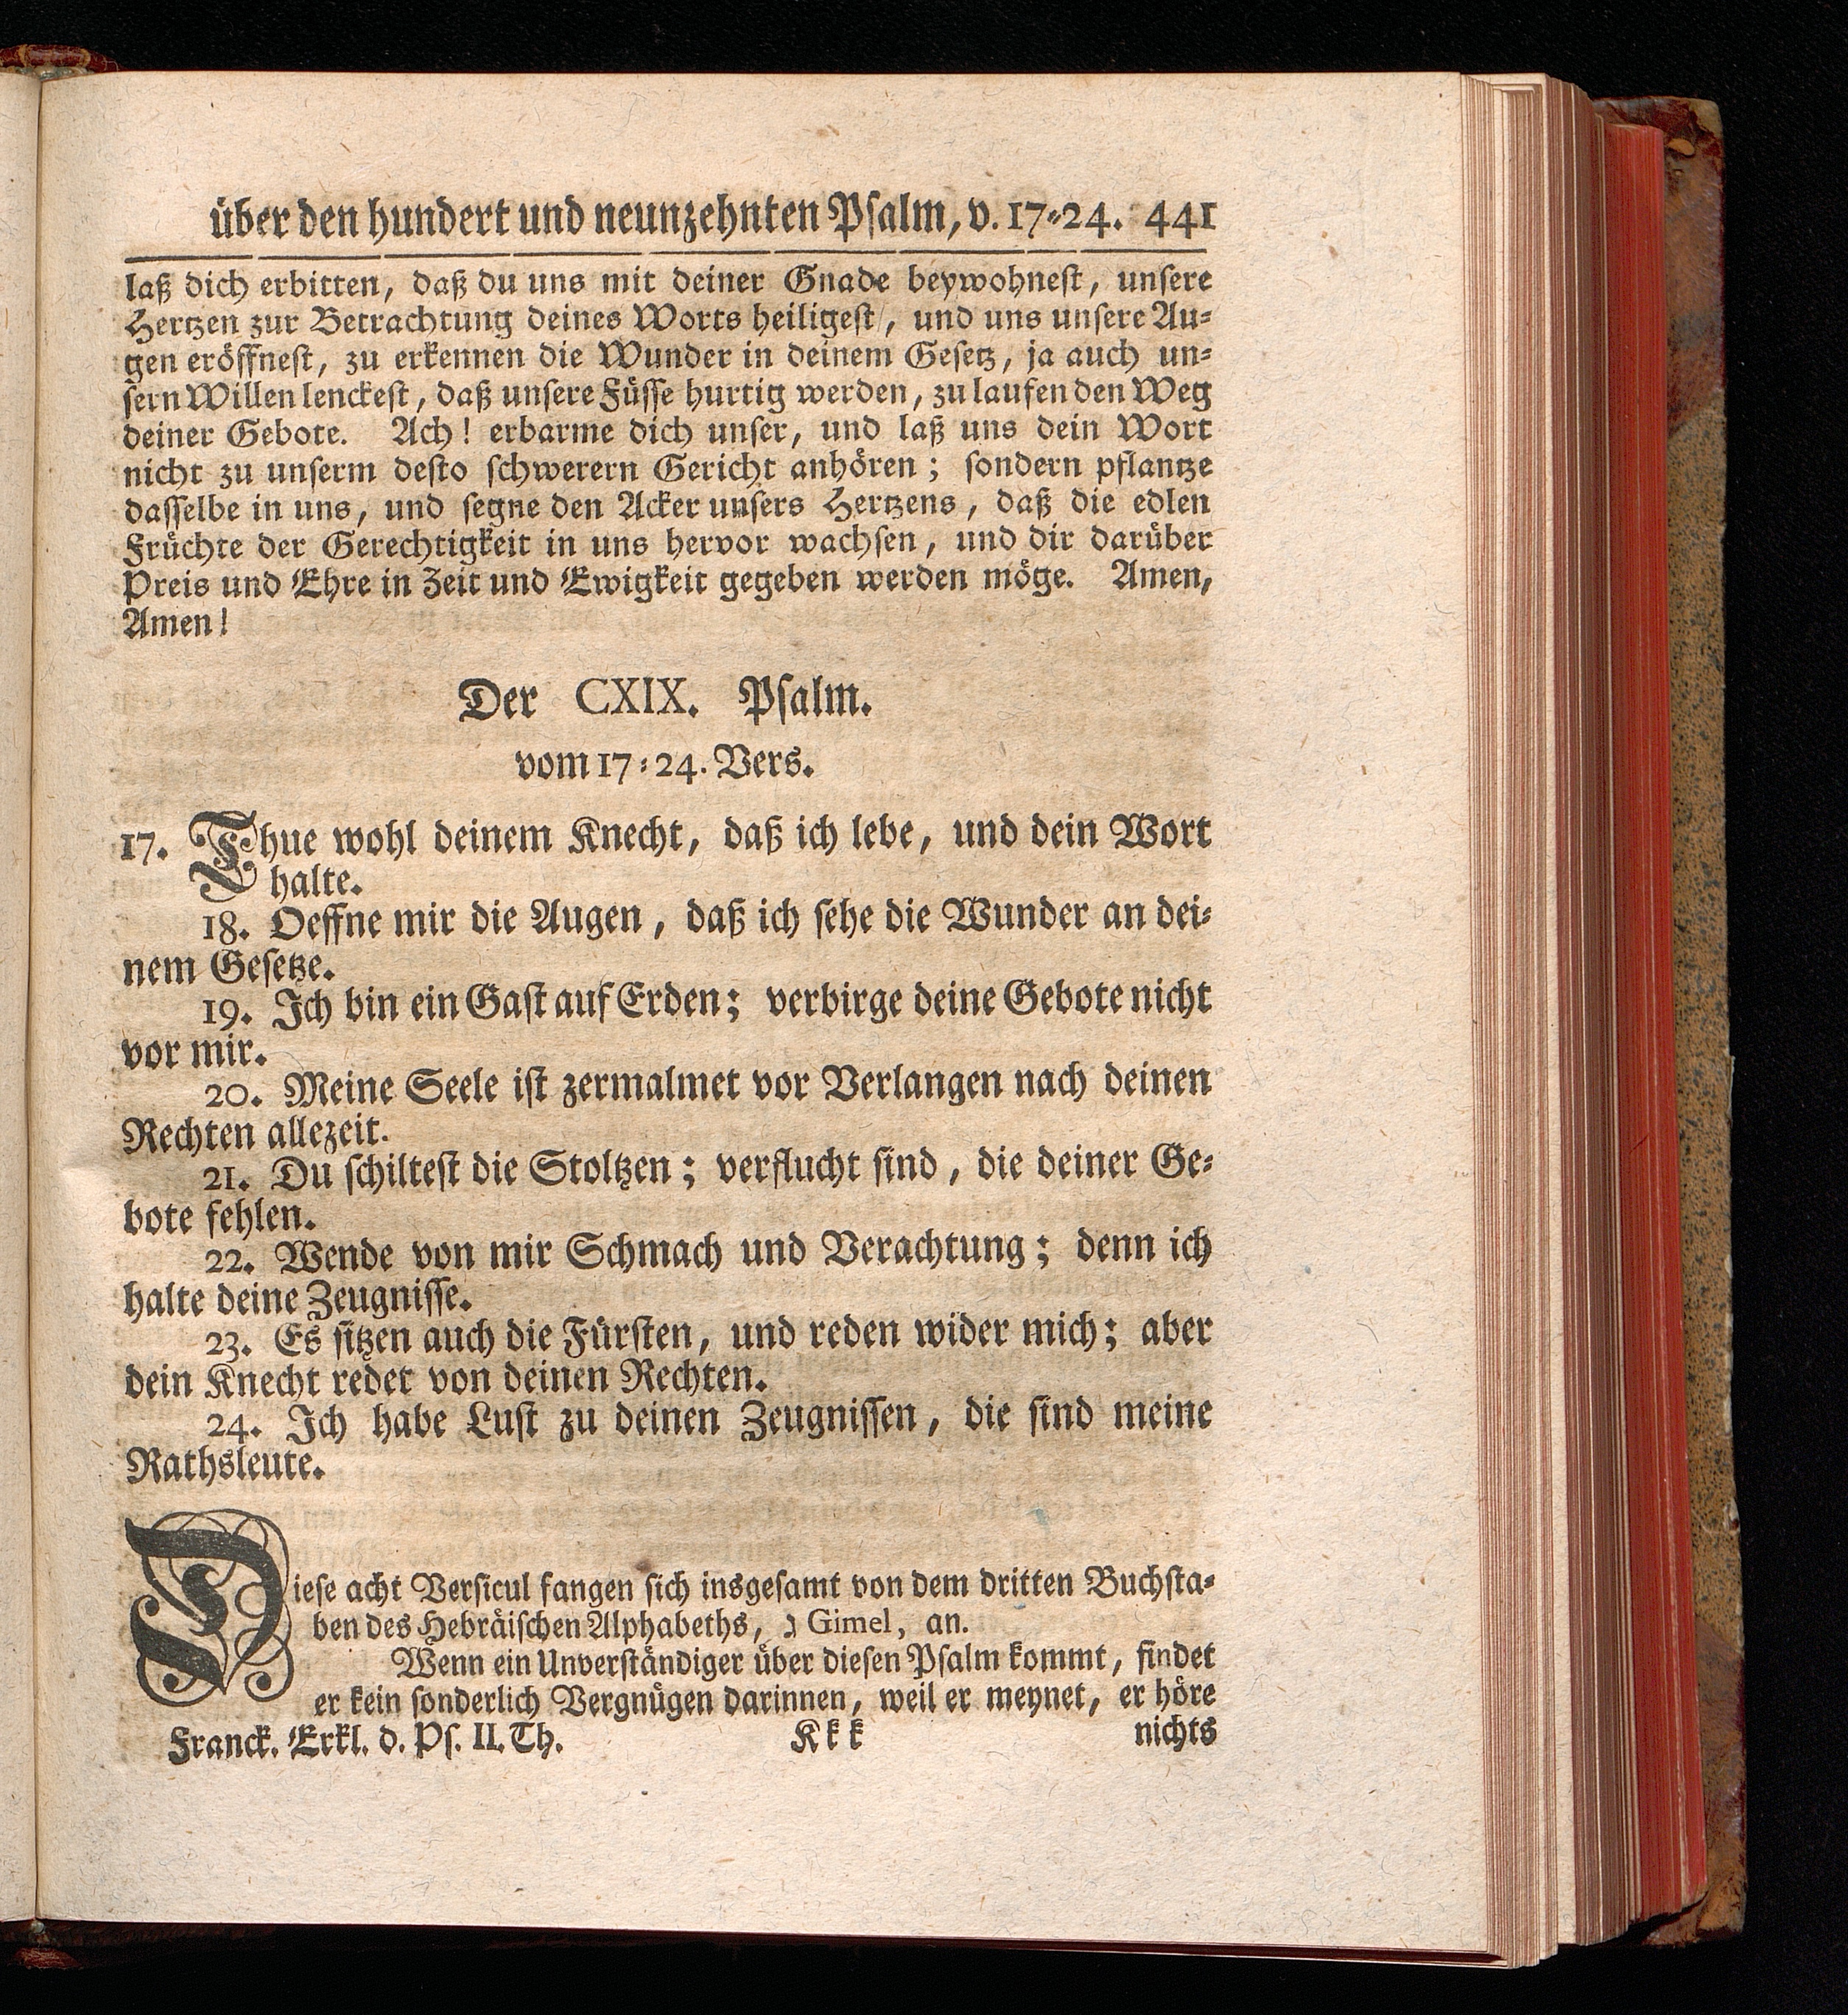 über den hundert und neunzehnten Psalm, v. 17-24. 441
laß dich erbitten, daß du uns mit deiner Gnade beywohnest, unsere
Hertzen zur Betrachtung deines Worts heiligest, und uns unsere Au-
gen eröffnest, zu erkennen die Wunder in deinem Gesetz, ja auch un-
sern Willen lenckest, daß unsere Füsse hurtig werden, zu laufen den Weg
deiner Gebote. Ach! erbarme dich unser, und laß uns dein Wort
nicht zu unserm desto schwerern Gericht anhören; sondern pflantze
dasselbe in uns, und segne den Acker unsers Hertzens, daß die edlen
Früchte der Gerechtigkeit in uns hervor wachsen, und dir darüber
Preis und Ehre in Zeit und Ewigkeit gegeben werden möge. Amen,
Amen!
Der CXIX. Psalm.
vom 17-24. Vers.
17. Thue wohl deinem Knecht, daß ich lebe, und dein Wort
halte.
18. Oeffne mir die Augen, daß ich sehe die Wunder an dei-
nem Gesetze.
19. Ich bin ein Gast auf Erden; verbirge deine Gebote nicht
vor mir.
20. Meine Seele ist zermalmet vor Verlangen nach deinen
Rechten allezeit.
21. Du schiltest die Stoltzen; verflucht sind, die deiner Ge-
bote fehlen.
22. Wende von mir Schmach und Verachtung; denn ich
halte deine Zeugnisse.
23. Es sitzen auch die Fürsten, und reden wider mich; aber
dein Knecht redet von deinen Rechten.
24. Ich habe Lust zu deinen Zeugnissen, die sind meine
Rathsleute.
Diese acht Versicul fangen sich insgesamt von dem dritten Buchsta-
ben des Hebräischen Alphabeths, ג Gimel, an.
Wenn ein Unverständiger über diesen Psalm kommt, findet
er kein sonderlich Vergnügen darinnen, weil er meynet, er höre
Franck. Erkl. d. Ps. II. Th. Kkk nichts